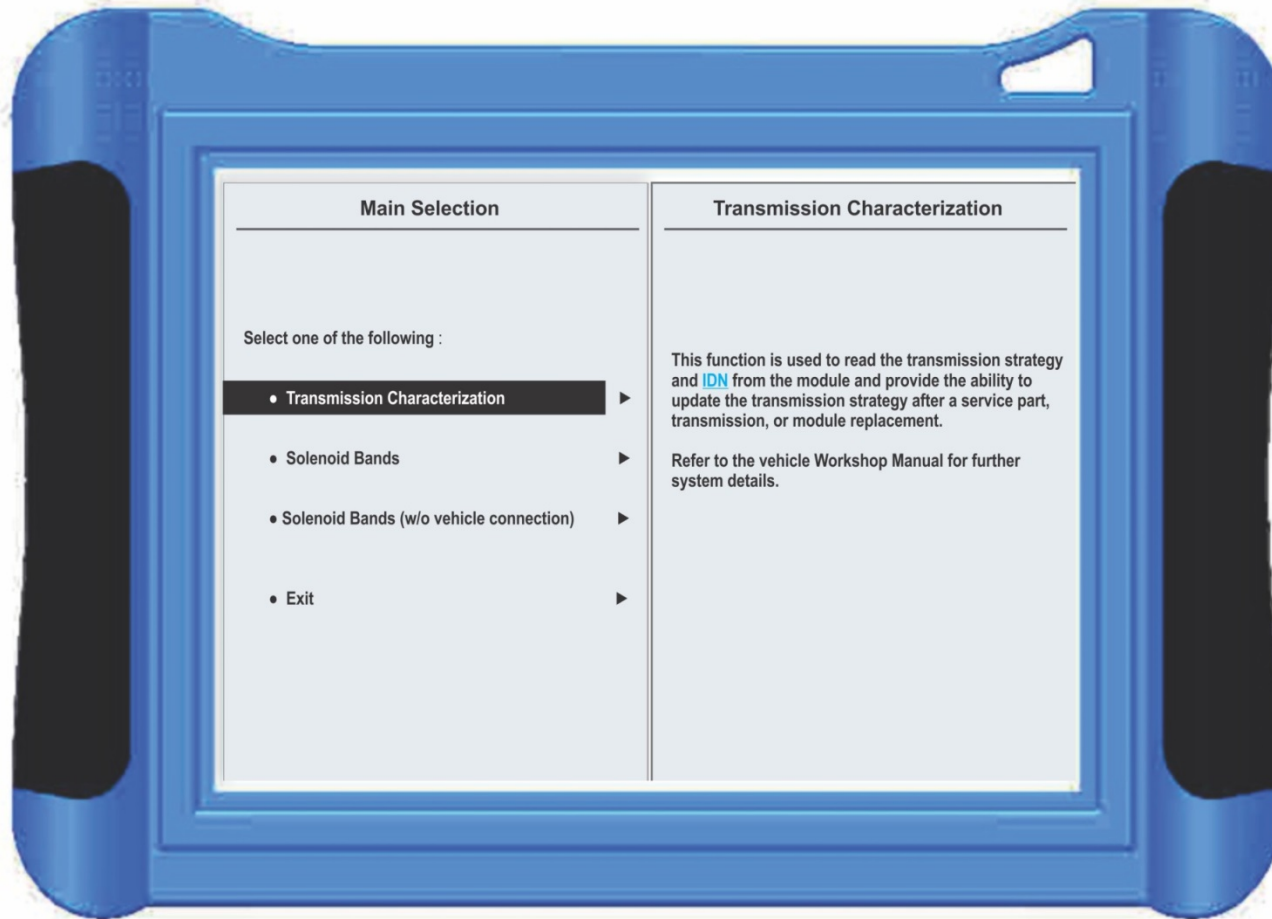 Main Selection
Select one of the following :
● Transmission Characterization ▶
● Solenoid Bands ▶
● Solenoid Bands (w/o vehicle connection) ▶
● Exit ▶
Transmission Characterization
This function is used to read the transmission strategy
and IDN from the module and provide the ability to
update the transmission strategy after a service part,
transmission, or module replacement.
Refer to the vehicle Workshop Manual for further
system details.